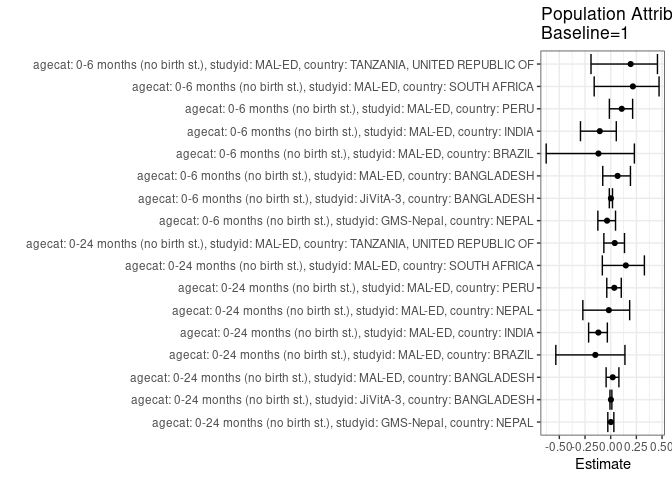 Population Attrib
Baseline=1
agecat: 0-6 months (no birth st.), studyid: MAL-ED, country: TANZANIA, UNITED REPUBLIC OF
agecat: 0-6 months (no birth st.), studyid: MAL-ED, country: SOUTH AFRICA
agecat: 0-6 months (no birth st.), studyid: MAL-ED, country: PERU
agecat: 0-6 months (no birth st.), studyid: MAL-ED, country: INDIA
agecat: 0-6 months (no birth st.), studyid: MAL-ED, country: BRAZIL
agecat: 0-6 months (no birth st.), studyid: MAL-ED, country: BANGLADESH
agecat: 0-6 months (no birth st.), studyid: JiVitA-3, country: BANGLADESH
agecat: 0-6 months (no birth st.), studyid: GMS-Nepal, country: NEPAL
agecat: 0-24 months (no birth st.), studyid: MAL-ED, country: TANZANIA, UNITED REPUBLIC OF
agecat: 0-24 months (no birth st.), studyid: MAL-ED, country: SOUTH AFRICA
agecat: 0-24 months (no birth st.), studyid: MAL-ED, country: PERU
agecat: 0-24 months (no birth st.), studyid: MAL-ED, country: NEPAL
agecat: 0-24 months (no birth st.), studyid: MAL-ED, country: INDIA
agecat: 0-24 months (no birth st.), studyid: MAL-ED, country: BRAZIL
agecat: 0-24 months (no birth st.), studyid: MAL-ED, country: BANGLADESH
agecat: 0-24 months (no birth st.), studyid: JiVitA-3, country: BANGLADESH
agecat: 0-24 months (no birth st.), studyid: GMS-Nepal, country: NEPAL
-0.50 -0.25 0.00 0.25 0.50
Estimate